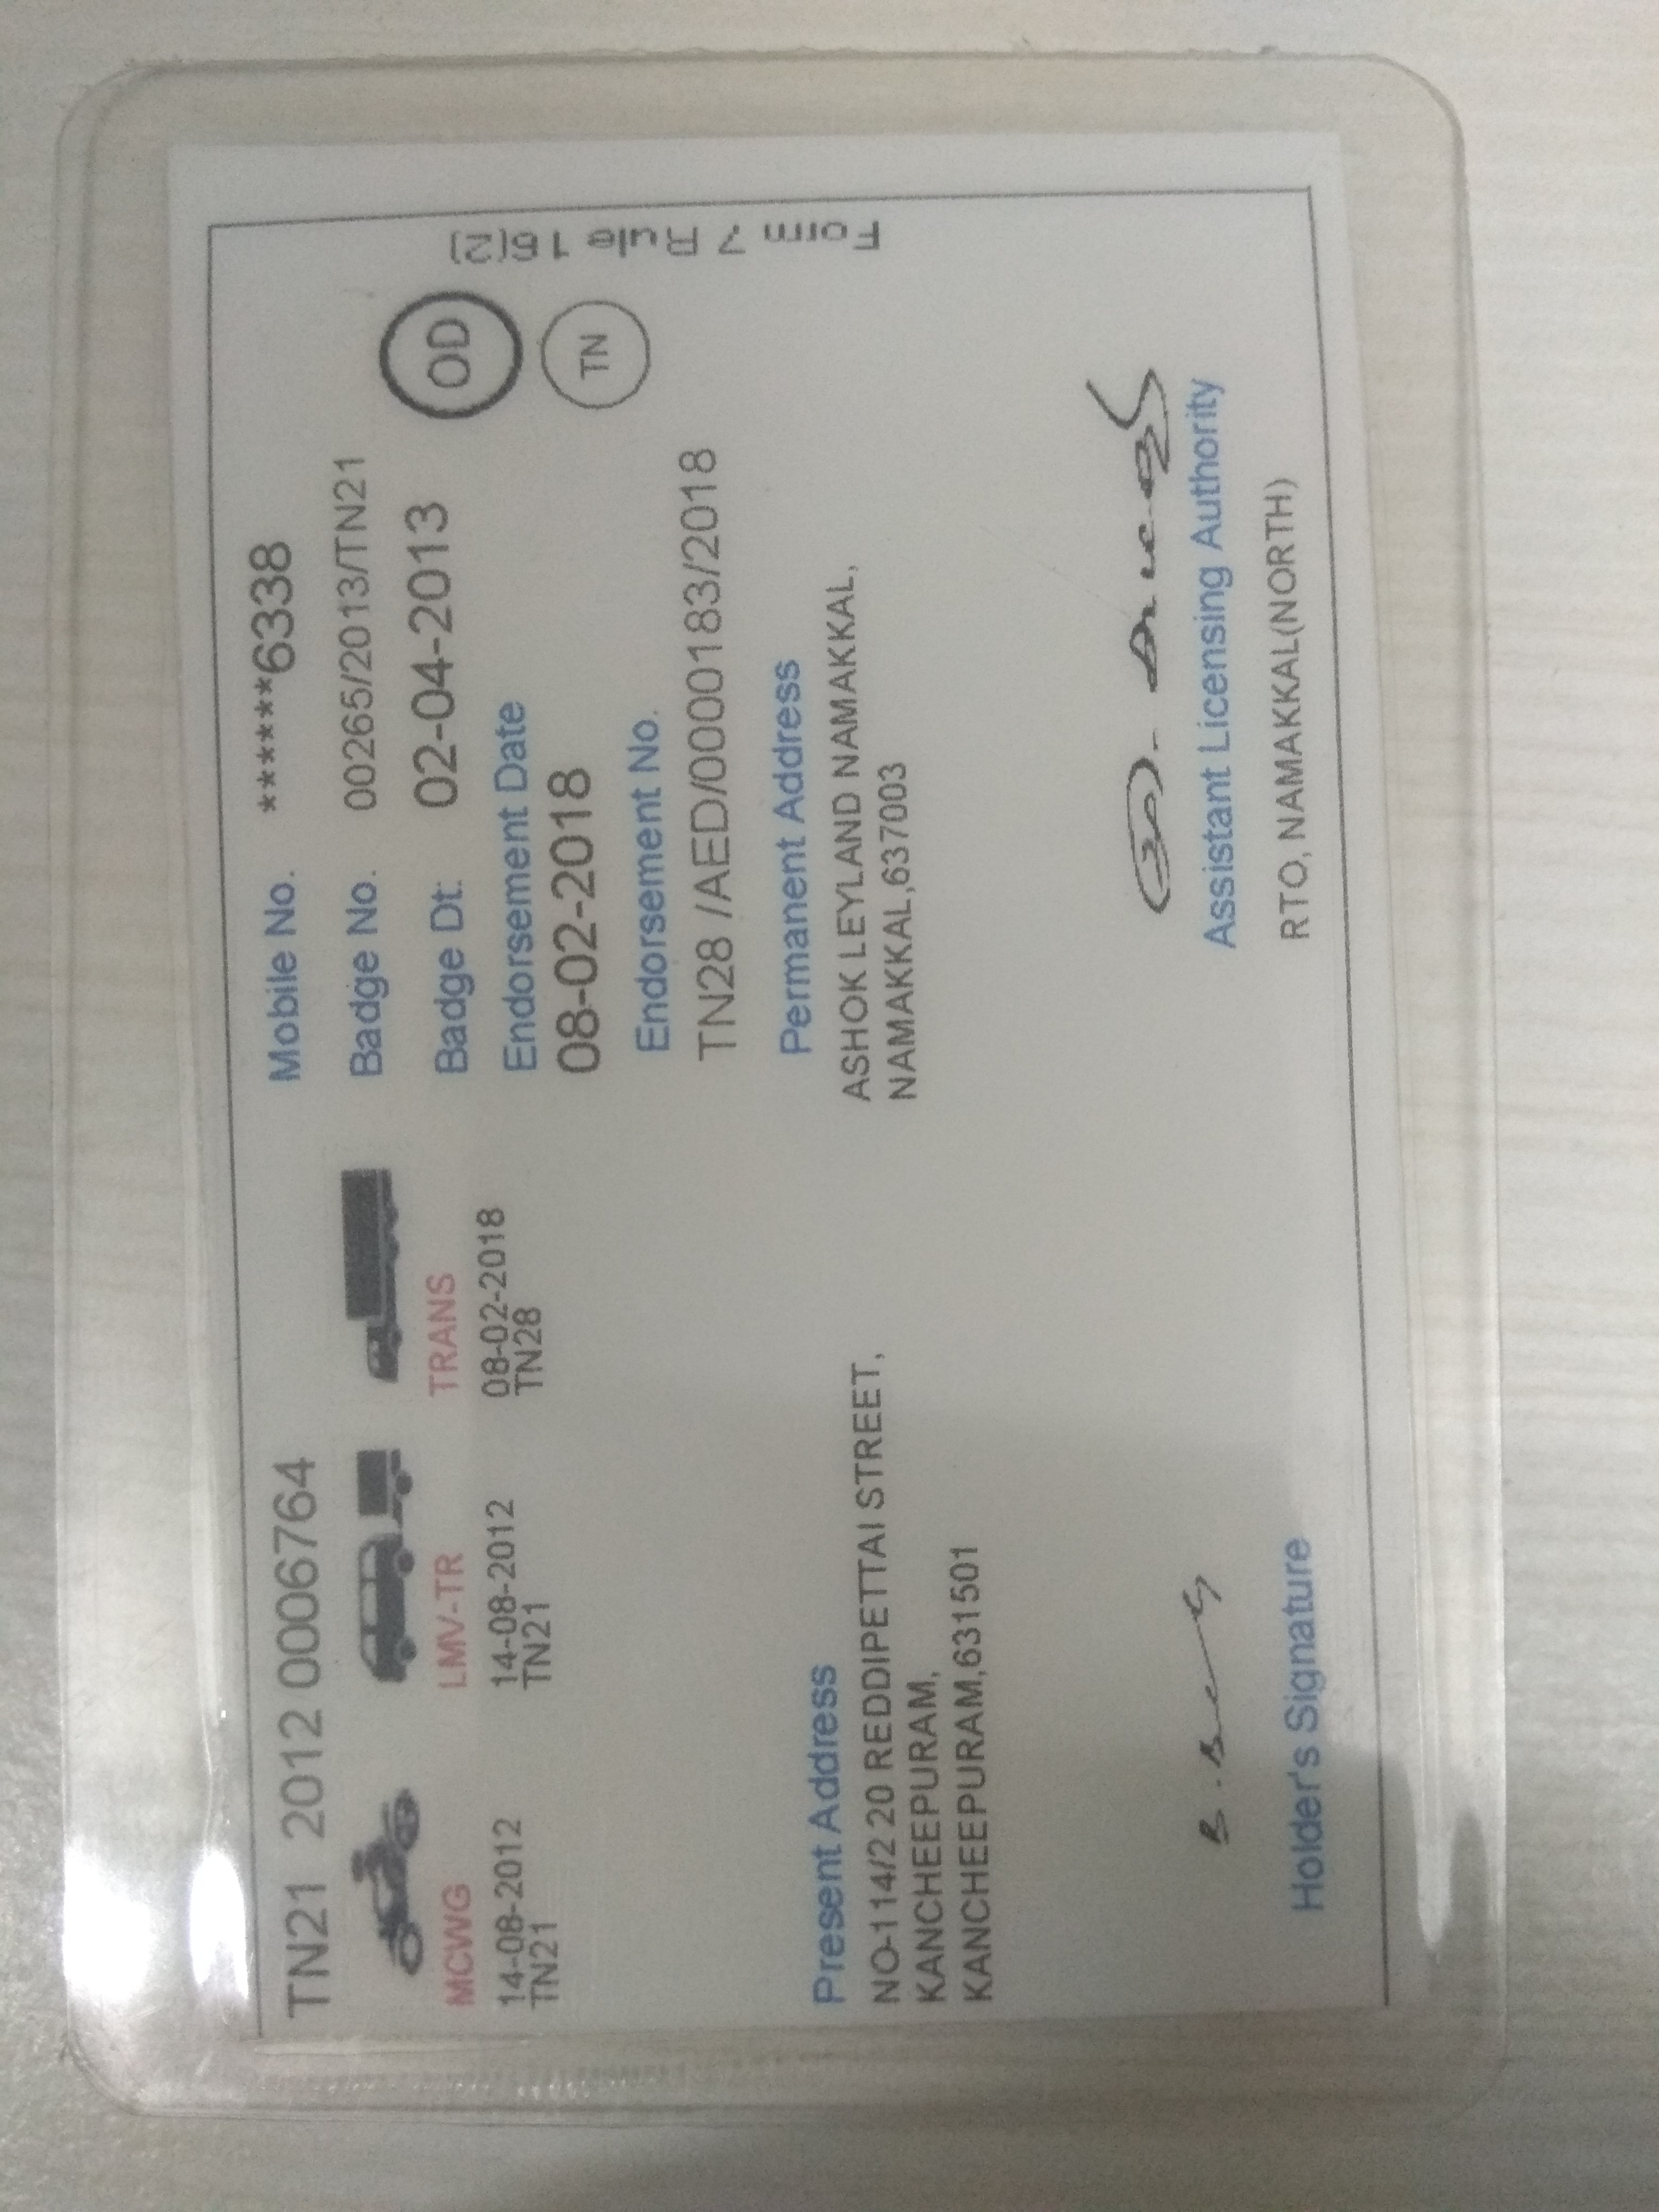 TN21 2012 0006764
Mobile No. ******6338
Badge No. 00265/2013/TN21
Badge Dt: 02-04-2013
OD
TN
Form 7 Rule 16(2)
MCWG LMV-TR TRANS
14-08-2012 14-08-2012 08-02-2018
TN21 TN21 TN28
Endorsement Date
08-02-2018
Endorsement No.
TN28 /AED/0000183/2018
Present Address
NO-114/2 20 REDDIPETTAI STREET,
KANCHEEPURAM,
KANCHEEPURAM,631501
Permanent Address
ASHOK LEYLAND NAMAKKAL,
NAMAKKAL,637003
Holder's Signature
Assistant Licensing Authority
RTO, NAMAKKAL(NORTH)